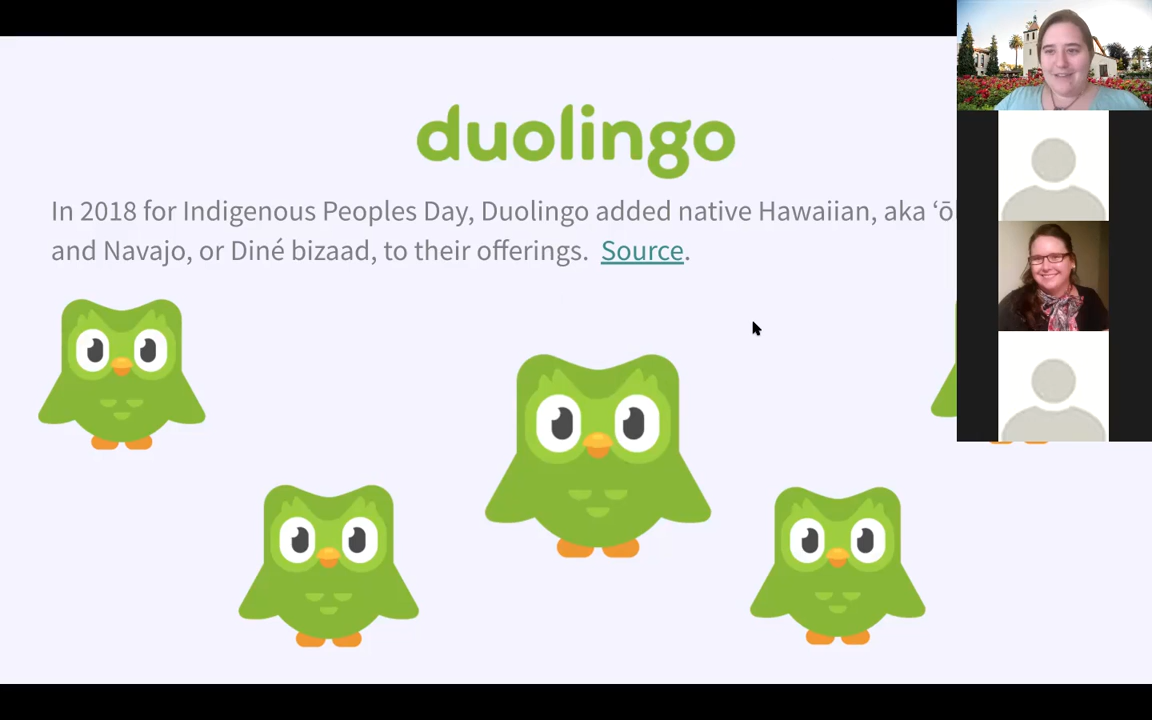 duolingo
In 2018 for Indigenous Peoples Day, Duolingo added native Hawaiian, aka
and Navajo, or Diné bizaad, to their offerings. Source.